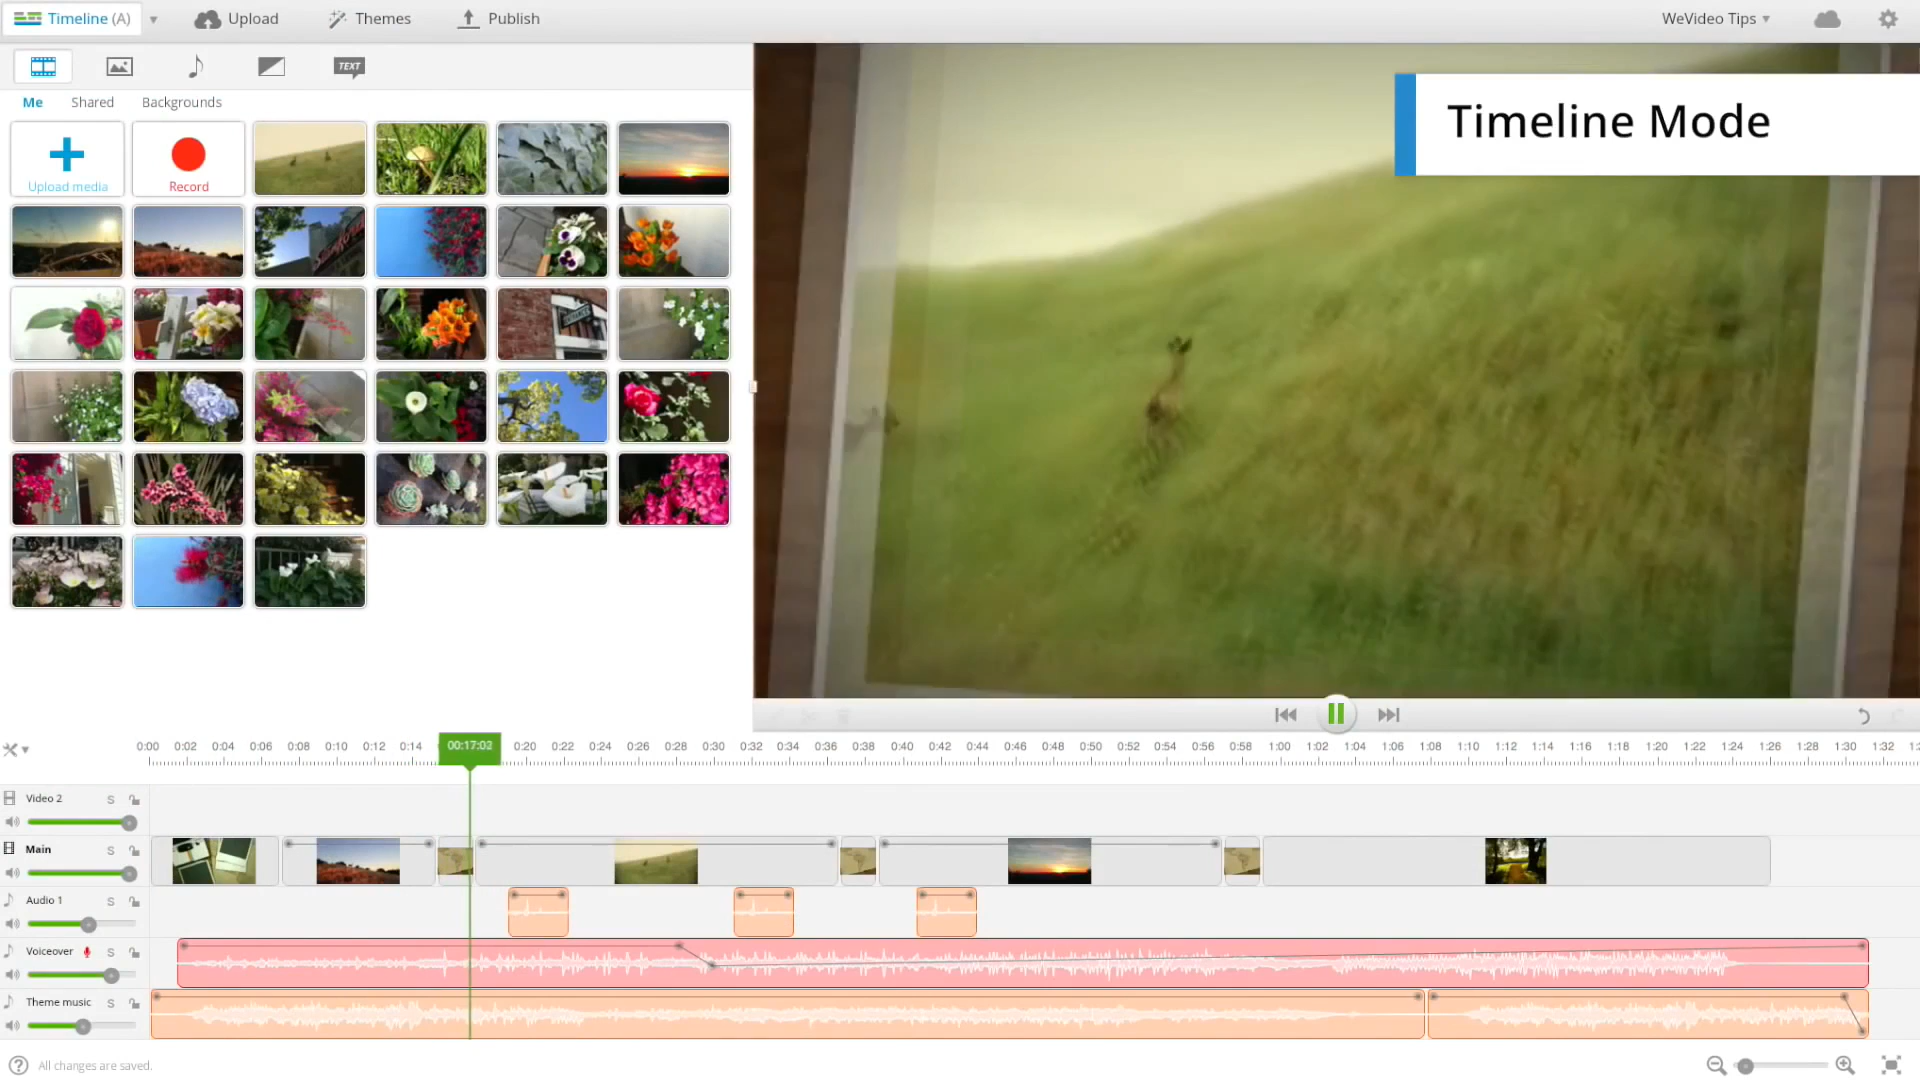 Timeline (A)
Upload
Themes
Publish
WeVideo Tips
TEXT
Me
Shared
Backgrounds
Timeline Mode
Upload media
Record
0:00 0:02 0:04 0:06 0:08 0:10 0:12 0:14 00:17:02 0:20 0:22 0:24 0:26 0:28 0:30 0:32 0:34 0:36 0:38 0:40 0:42 0:44 0:46 0:48 0:50 0:52 0:54 0:56 0:58 1:00 1:02 1:04 1:06 1:08 1:10 1:12 1:14 1:16 1:18 1:20 1:22 1:24 1:26 1:28 1:30 1:32
Video 2 S
Main S
Audio 1 S
Voiceover S
Theme music S
? All changes are saved.